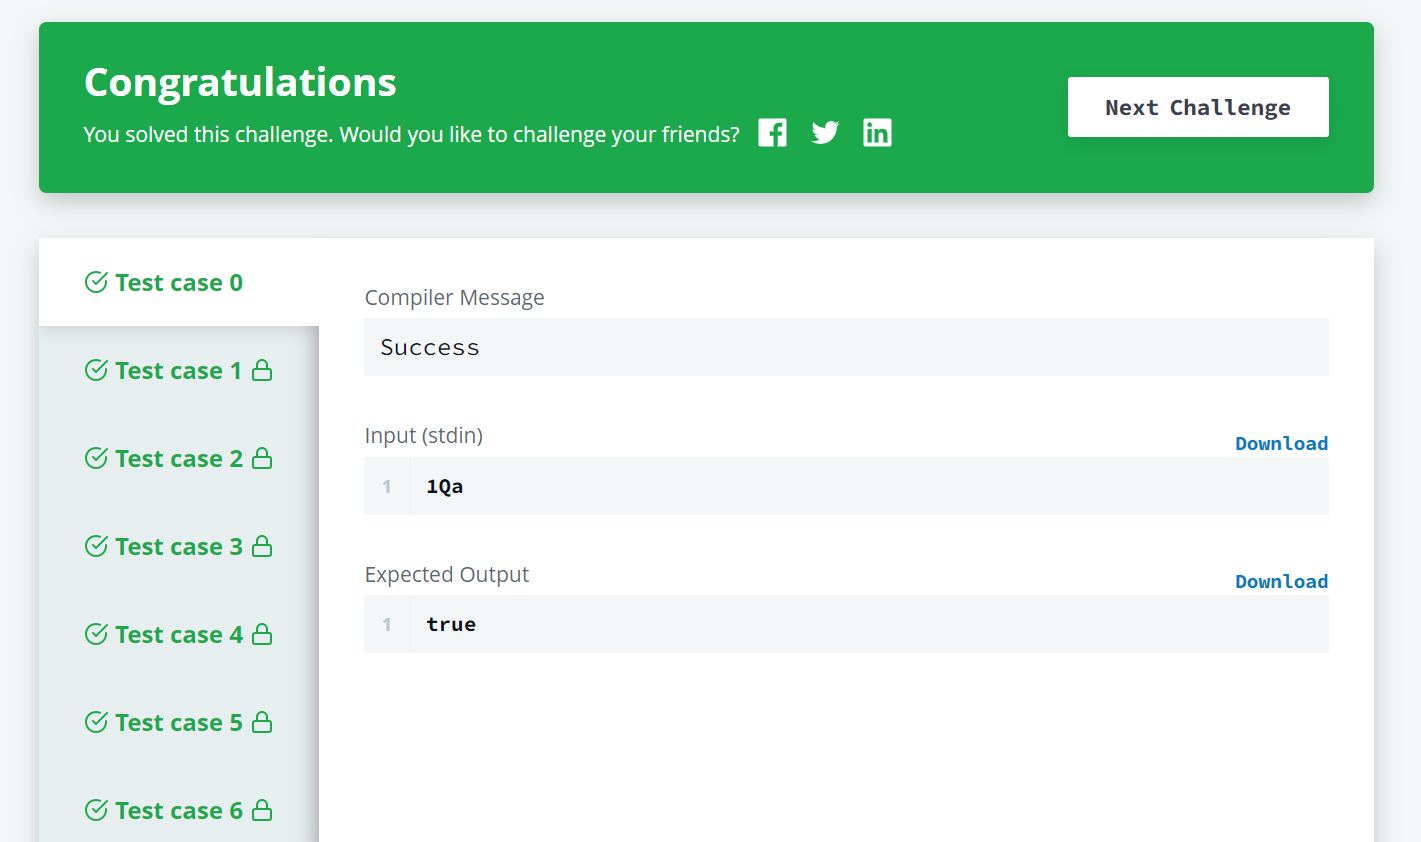 Congratulations
You solved this challenge. Would you like to challenge your friends?
Next Challenge
Test case 0
Test case 1
Test case 2
Test case 3
Test case 4
Test case 5
Test case 6
Compiler Message
Success
Input (stdin)
Download
1 1Qa
Expected Output
Download
1 true